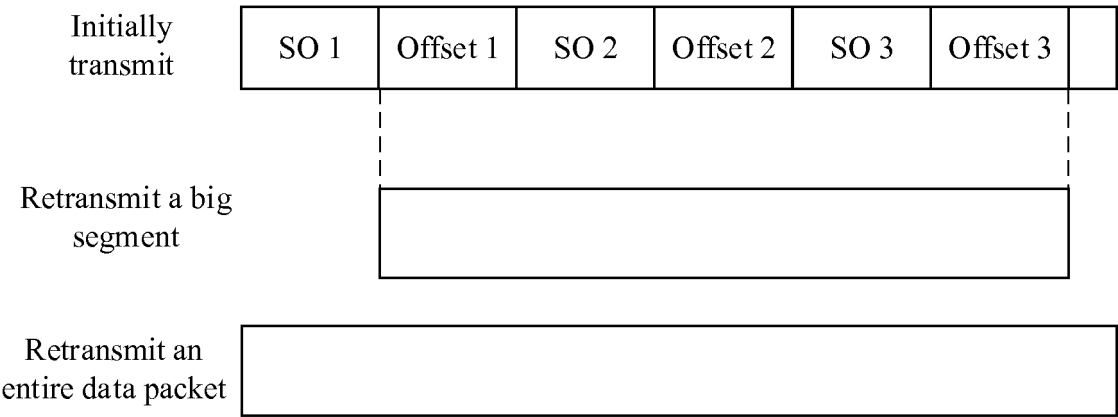 Initially
transmit
SO 1 Offset 1 SO 2 Offset 2 SO 3 Offset 3
Retransmit a big
segment
Retransmit an
entire data packet